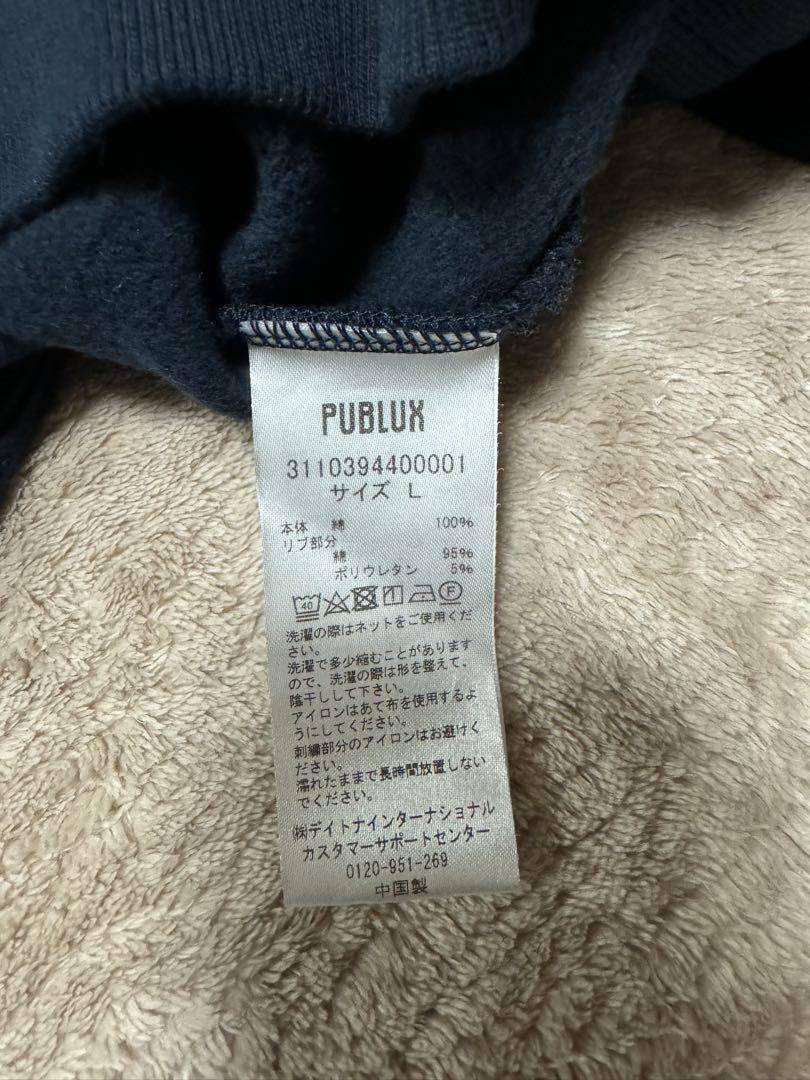 PUBLUX
3110394400001
サイズ L
本体 綿 100%
リブ部分
綿 95%
ポリウレタン 5%
40 F
洗濯の際はネットをご使用くだ
さい。
洗濯で多少縮むことがあります
ので、洗濯の際は形を整えて、
陰干しして下さい。
アイロンはあて布を使用するよ
うにしてください。
刺繍部分のアイロンはお避けく
ださい。
濡れたままで長時間放置しない
でください。
㈱デイトナインターナショナル
カスタマーサポートセンター
0120-951-269
中国製